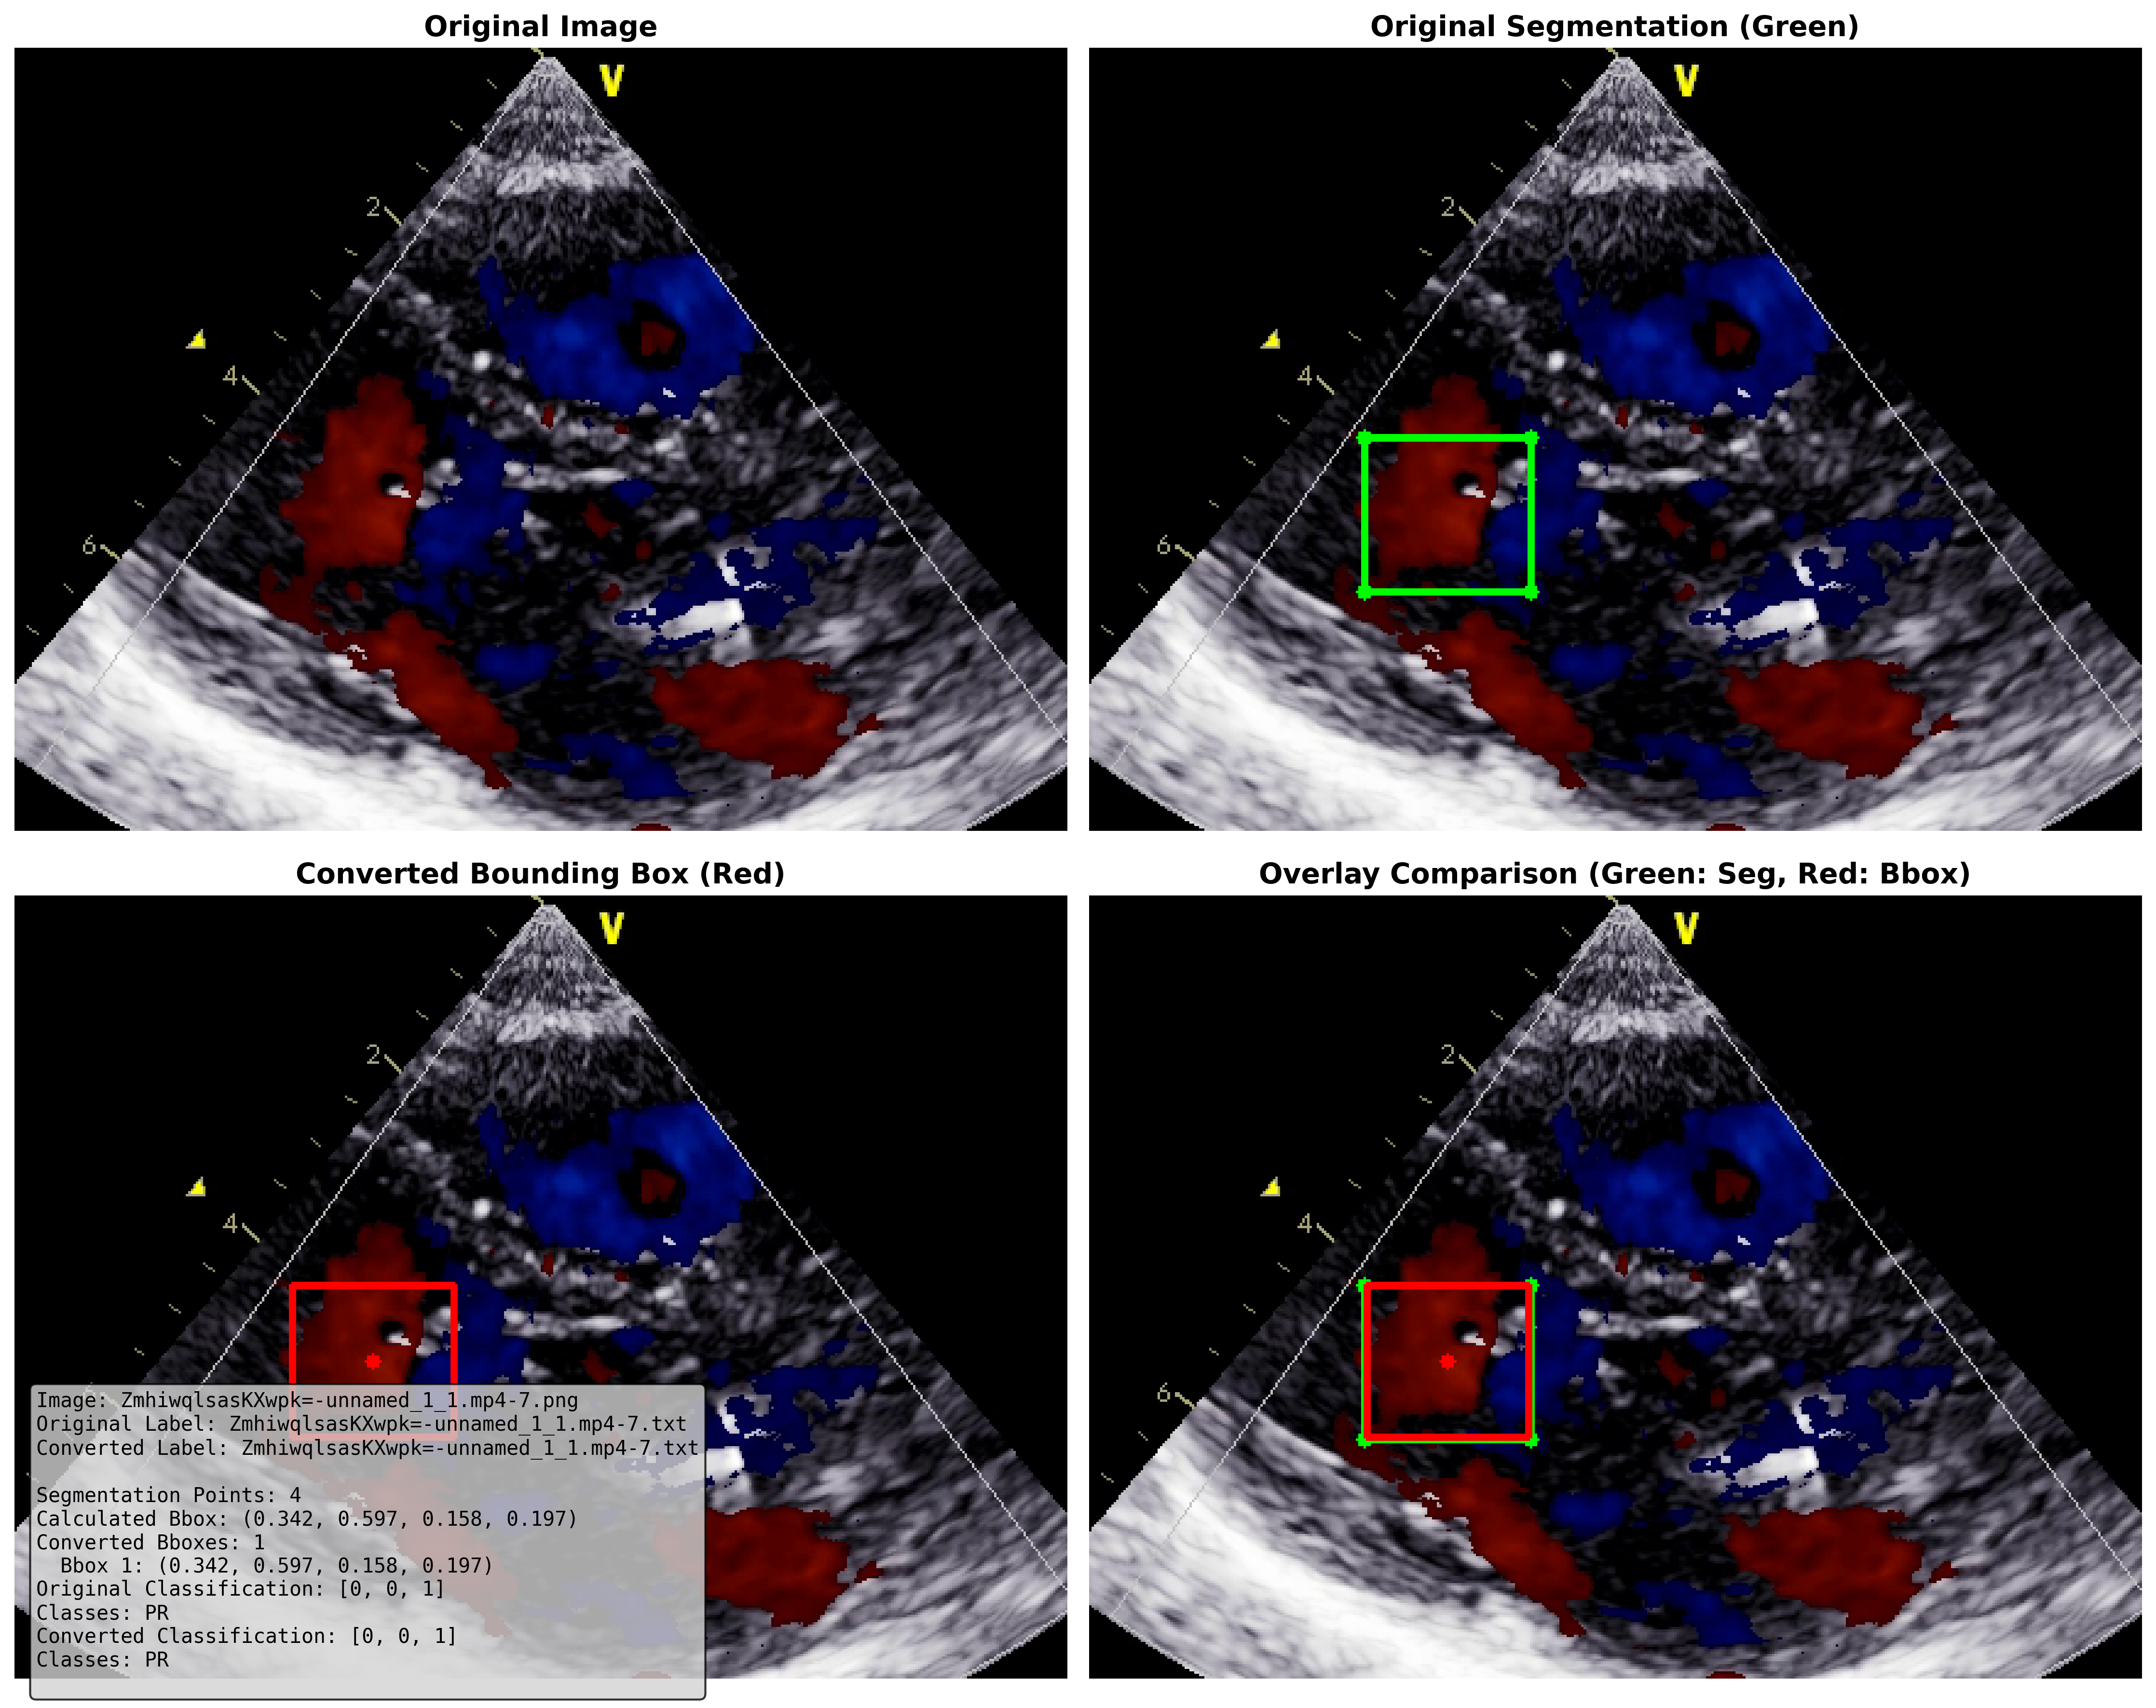 Original Image
Original Segmentation (Green)
V
2
4
6
V
2
4
6
Converted Bounding Box (Red)
Overlay Comparison (Green: Seg, Red: Bbox)
V
2
4
V
2
4
6
Image: ZmhiwqlsasKXwpk=-unnamed_1_1.mp4-7.png
Original Label: ZmhiwqlsasKXwpk=-unnamed_1_1.mp4-7.txt
Converted Label: ZmhiwqlsasKXwpk=-unnamed_1_1.mp4-7.txt
Segmentation Points: 4
Calculated Bbox: (0.342, 0.597, 0.158, 0.197)
Converted Bboxes: 1
Bbox 1: (0.342, 0.597, 0.158, 0.197)
Original Classification: [0, 0, 1]
Classes: PR
Converted Classification: [0, 0, 1]
Classes: PR